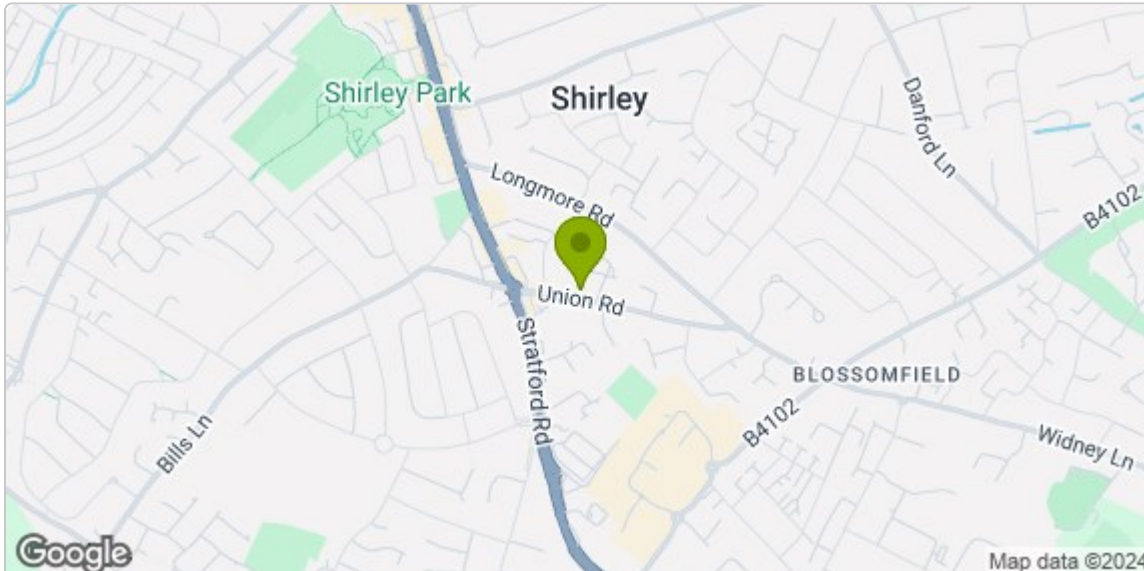 Shirley Park
Shirley
Danford Ln
Longmore Rd
B4102
Union Rd
Stratford Rd
BLOSSOMFIELD
B4102
Bills Ln
Widney Ln
Google
Map data ©2024